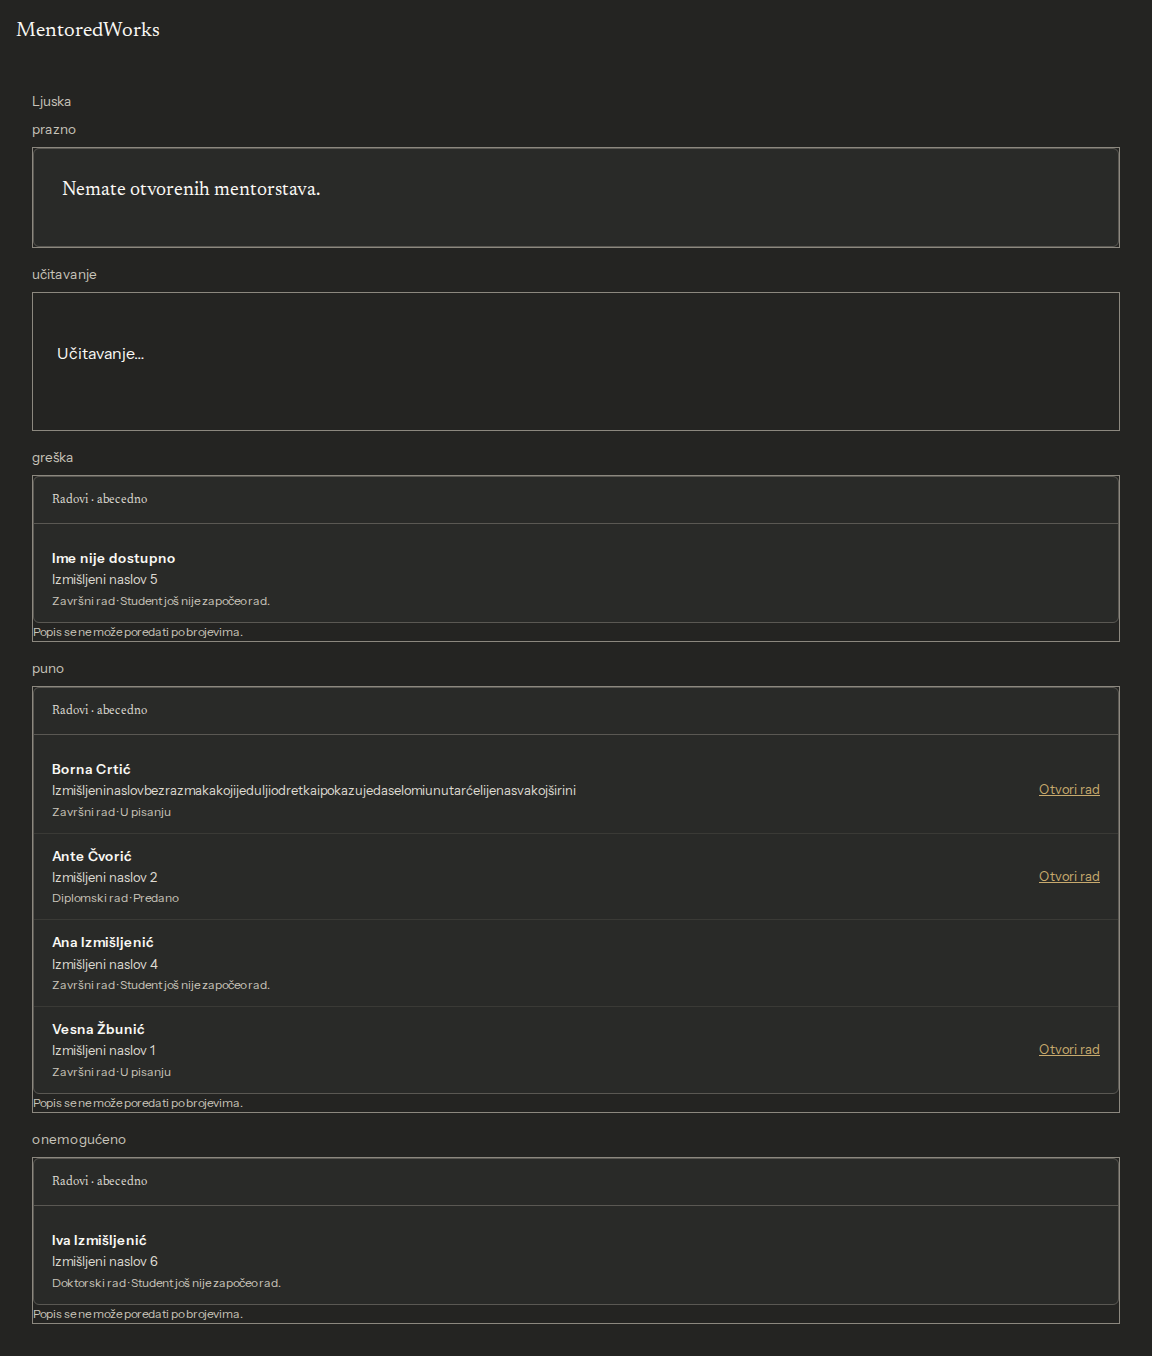 MentoredWorks
Ljuska
prazno
Nemate otvorenih mentorstava.
učitavanje
Učitavanje…
greška
Radovi · abecedno
Ime nije dostupno
Izmišljeni naslov 5
Završni rad · Student još nije započeo rad.
Popis se ne može poredati po brojevima.
puno
Radovi · abecedno
Borna Crtić
Izmišljeninaslovbezrazmakakojijeduljiodretkaipokazujedaselomiunutarćelijenasvakojširini
Otvori rad
Završni rad · U pisanju
Ante Čvorić
Izmišljeni naslov 2
Otvori rad
Diplomski rad · Predano
Ana Izmišljenić
Izmišljeni naslov 4
Završni rad · Student još nije započeo rad.
Vesna Žbunić
Izmišljeni naslov 1
Otvori rad
Završni rad · U pisanju
Popis se ne može poredati po brojevima.
onemogućeno
Radovi · abecedno
Iva Izmišljenić
Izmišljeni naslov 6
Doktorski rad · Student još nije započeo rad.
Popis se ne može poredati po brojevima.